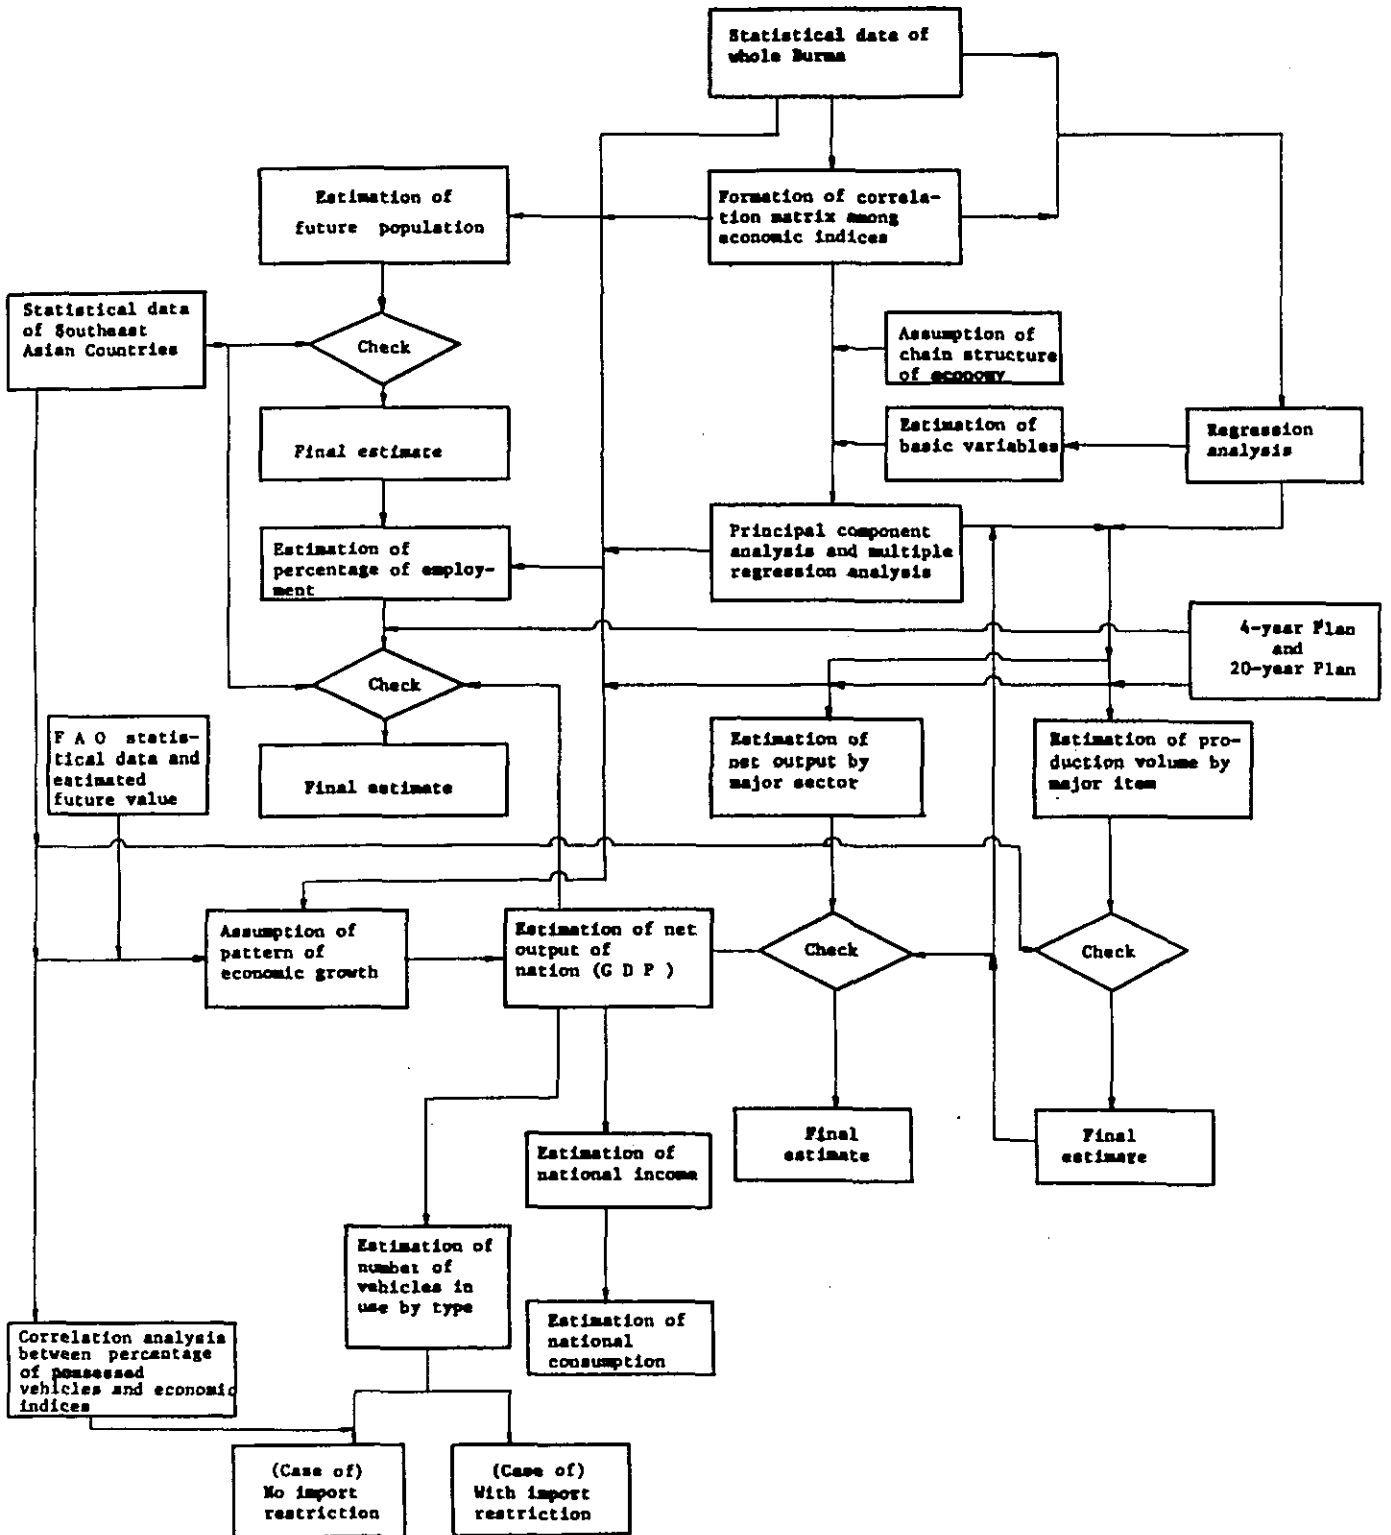 Statistical data of
whole Burma
Estimation of
future population
Formation of correla-
tion matrix among
economic indices
Statistical data
of Southeast
Asian Countries
Check
Assumption of
chain structure
of economy
Final estimate
Estimation of
basic variables
Regression
analysis
Estimation of
percentage of employ-
ment
Principal component
analysis and multiple
regression analysis
4-year Plan
and
20-year Plan
Check
F A O statis-
tical data and
estimated
future value
Final estimate
Estimation of
net output by
major sector
Estimation of pro-
duction volume by
major item
Assumption of
pattern of
economic growth
Estimation of net
output of
nation (G D P )
Check
Check
Estimation of
national income
Final
estimate
Final
estimare
Estimation of
number of
vehicles in
use by type
Estimation of
national
consumption
Correlation analysis
between percentage
of possessed
vehicles and economic
indices
(Case of)
No import
restriction
(Case of)
With import
restriction